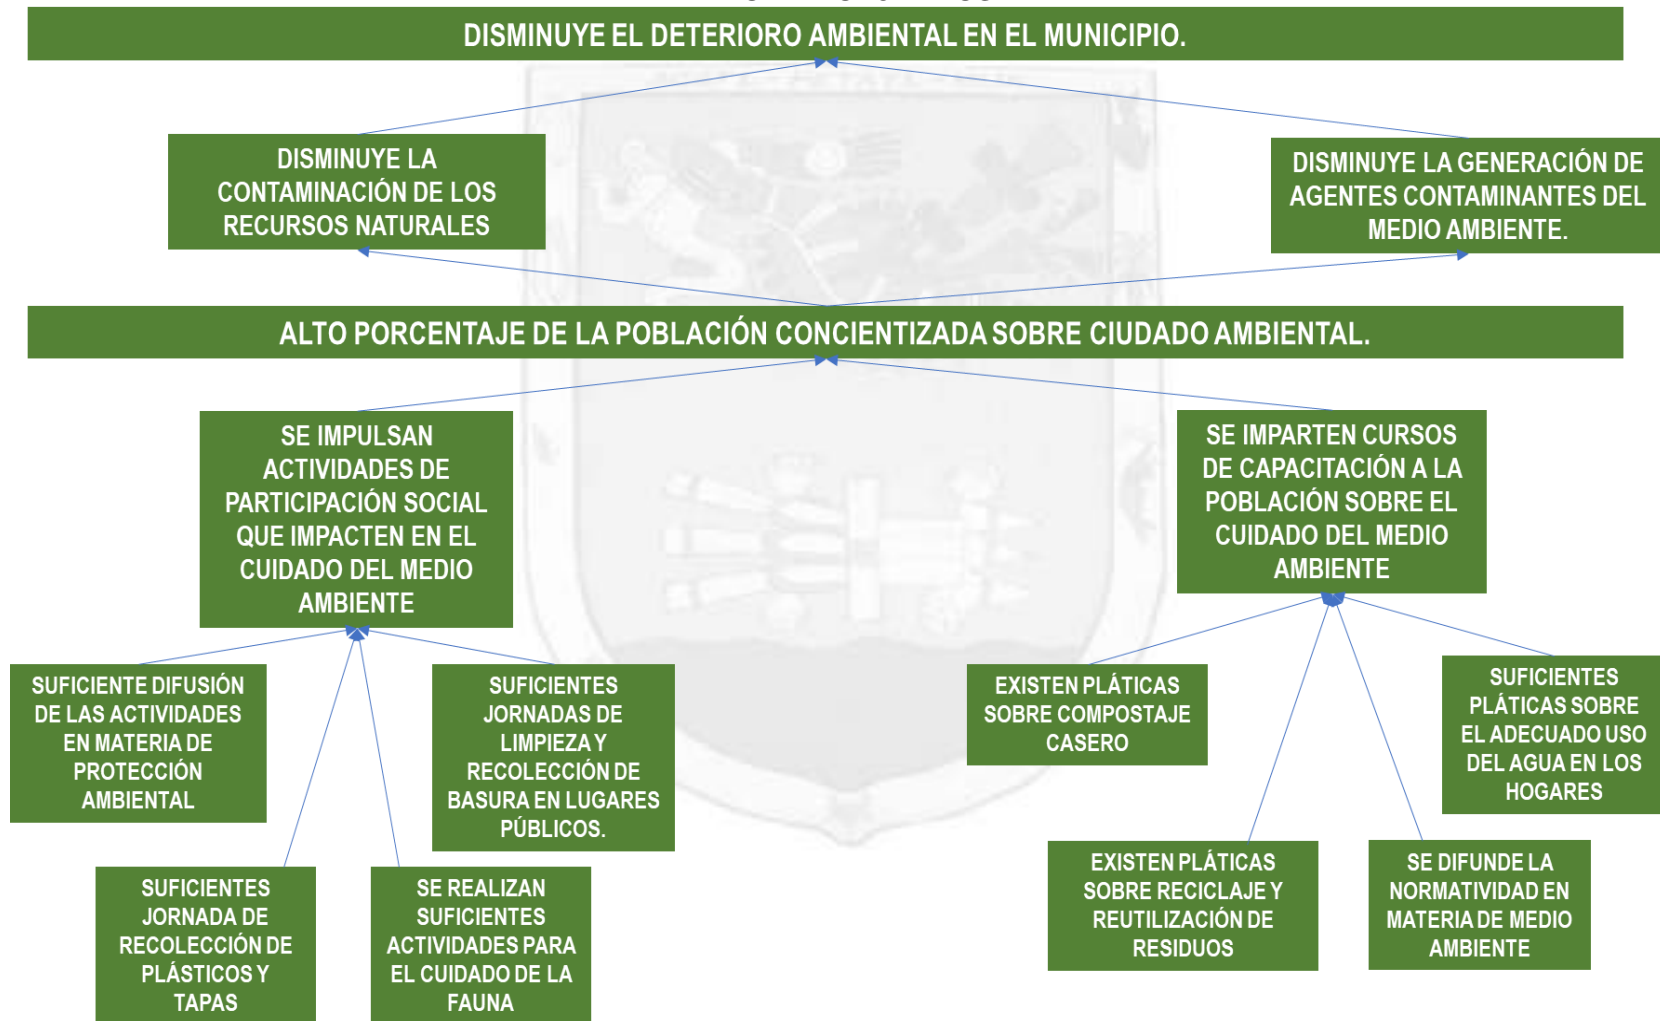 DISMINUYE EL DETERIORO AMBIENTAL EN EL MUNICIPIO.
DISMINUYE LA
CONTAMINACIÓN DE LOS
RECURSOS NATURALES
DISMINUYE LA GENERACIÓN DE
AGENTES CONTAMINANTES DEL
MEDIO AMBIENTE.
ALTO PORCENTAJE DE LA POBLACIÓN CONCIENTIZADA SOBRE CIUDADO AMBIENTAL.
SE IMPULSAN
ACTIVIDADES DE
PARTICIPACIÓN SOCIAL
QUE IMPACTEN EN EL
CUIDADO DEL MEDIO
AMBIENTE
SE IMPARTEN CURSOS
DE CAPACITACIÓN A LA
POBLACIÓN SOBRE EL
CUIDADO DEL MEDIO
AMBIENTE
SUFICIENTE DIFUSIÓN
DE LAS ACTIVIDADES
EN MATERIA DE
PROTECCIÓN
AMBIENTAL
SUFICIENTES
JORNADAS DE
LIMPIEZA Y
RECOLECCIÓN DE
BASURA EN LUGARES
PÚBLICOS.
EXISTEN PLÁTICAS
SOBRE COMPOSTAJE
CASERO
SUFICIENTES
PLÁTICAS SOBRE
EL ADECUADO USO
DEL AGUA EN LOS
HOGARES
SUFICIENTES
JORNADA DE
RECOLECCIÓN DE
PLÁSTICOS Y
TAPAS
SE REALIZAN
SUFICIENTES
ACTIVIDADES PARA
EL CUIDADO DE LA
FAUNA
EXISTEN PLÁTICAS
SOBRE RECICLAJE Y
REUTILIZACIÓN DE
RESIDUOS
SE DIFUNDE LA
NORMATIVIDAD EN
MATERIA DE MEDIO
AMBIENTE